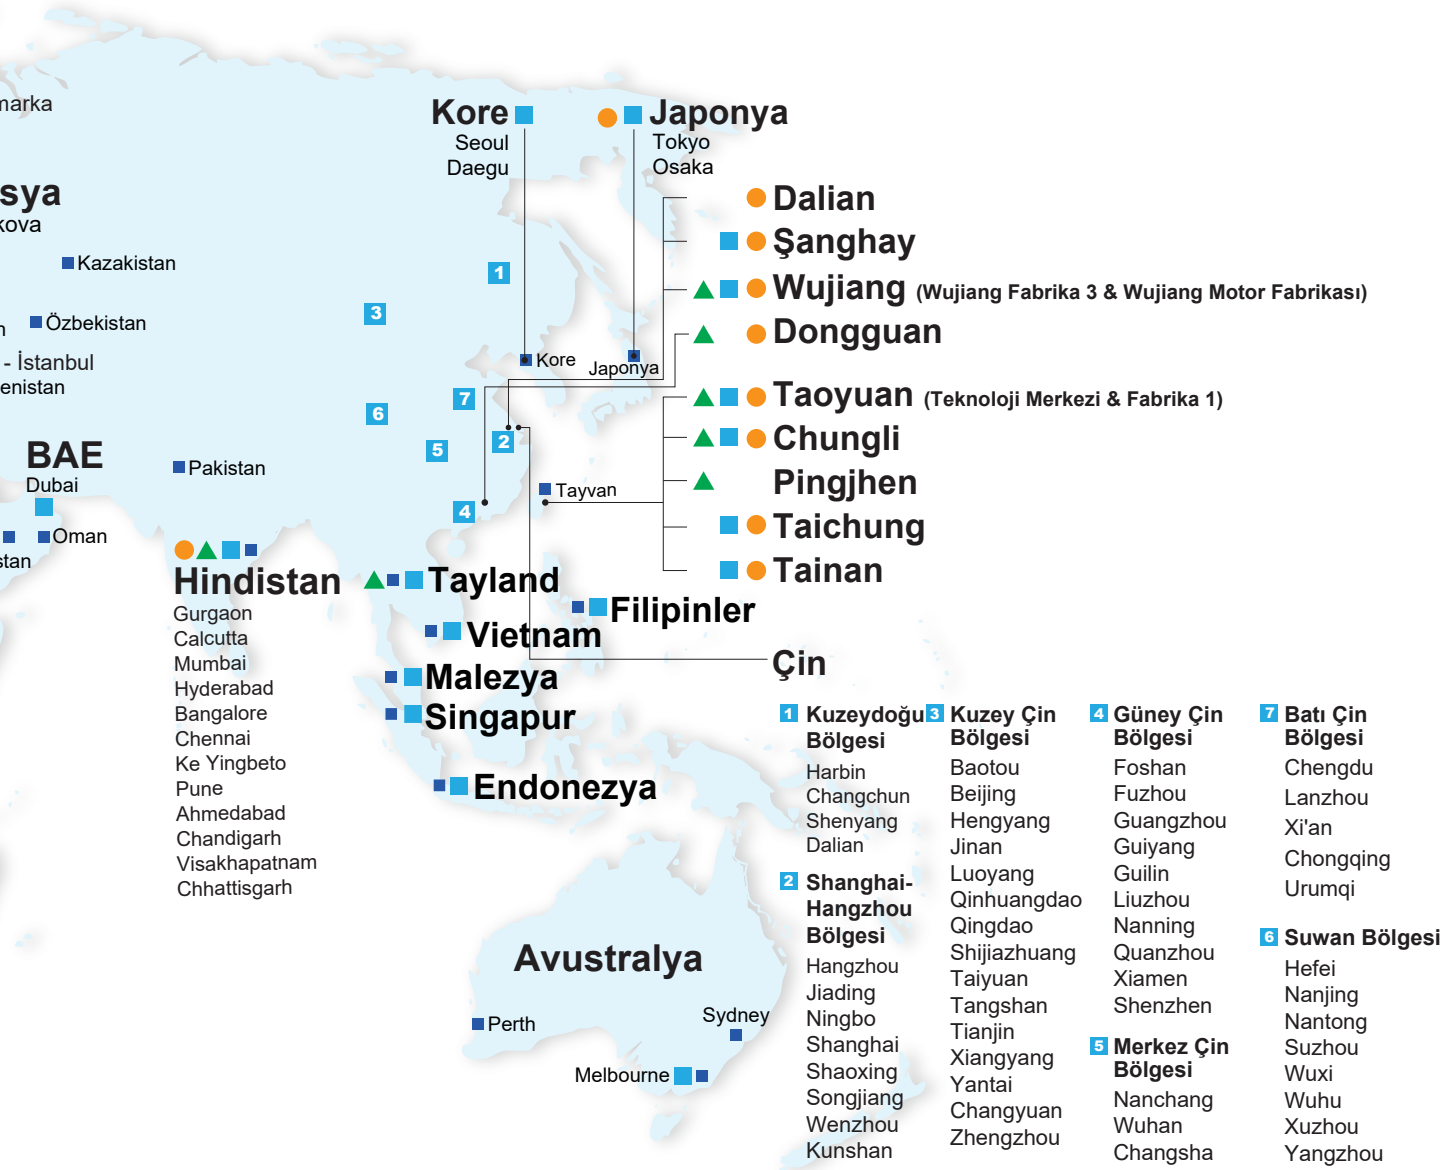 marka
sya
kova
Kazakistan
Özbekistan
n
- İstanbul
enistan
BAE
Dubai
Oman
stan
Pakistan
Hindistan
Gurgaon
Calcutta
Mumbai
Hyderabad
Bangalore
Chennai
Ke Yingbeto
Pune
Ahmedabad
Chandigarh
Visakhapatnam
Chhattisgarh
Kore
Seoul
Daegu
Japonya
Tokyo
Osaka
1
3
7
6
5
2
4
Kore
Japonya
Tayvan
Dalian
Şanghay
Wujiang (Wujiang Fabrika 3 & Wujiang Motor Fabrikası)
Dongguan
Taoyuan (Teknoloji Merkezi & Fabrika 1)
Chungli
Pingjhen
Taichung
Tainan
Tayland
Filipinler
Vietnam
Malezya
Singapur
Endonezya
Çin
Avustralya
Perth
Sydney
Melbourne
1 Kuzeydoğu
Bölgesi
Harbin
Changchun
Shenyang
Dalian
2 Shanghai-
Hangzhou
Bölgesi
Hangzhou
Jiading
Ningbo
Shanghai
Shaoxing
Songjiang
Wenzhou
Kunshan
3 Kuzey Çin
Bölgesi
Baotou
Beijing
Hengyang
Jinan
Luoyang
Qinhuangdao
Qingdao
Shijiazhuang
Taiyuan
Tangshan
Tianjin
Xiangyang
Yantai
Changyuan
Zhengzhou
4 Güney Çin
Bölgesi
Foshan
Fuzhou
Guangzhou
Guiyang
Guilin
Liuzhou
Nanning
Quanzhou
Xiamen
Shenzhen
5 Merkez Çin
Bölgesi
Nanchang
Wuhan
Changsha
7 Batı Çin
Bölgesi
Chengdu
Lanzhou
Xi'an
Chongqing
Urumqi
6 Suwan Bölgesi
Hefei
Nanjing
Nantong
Suzhou
Wuxi
Wuhu
Xuzhou
Yangzhou